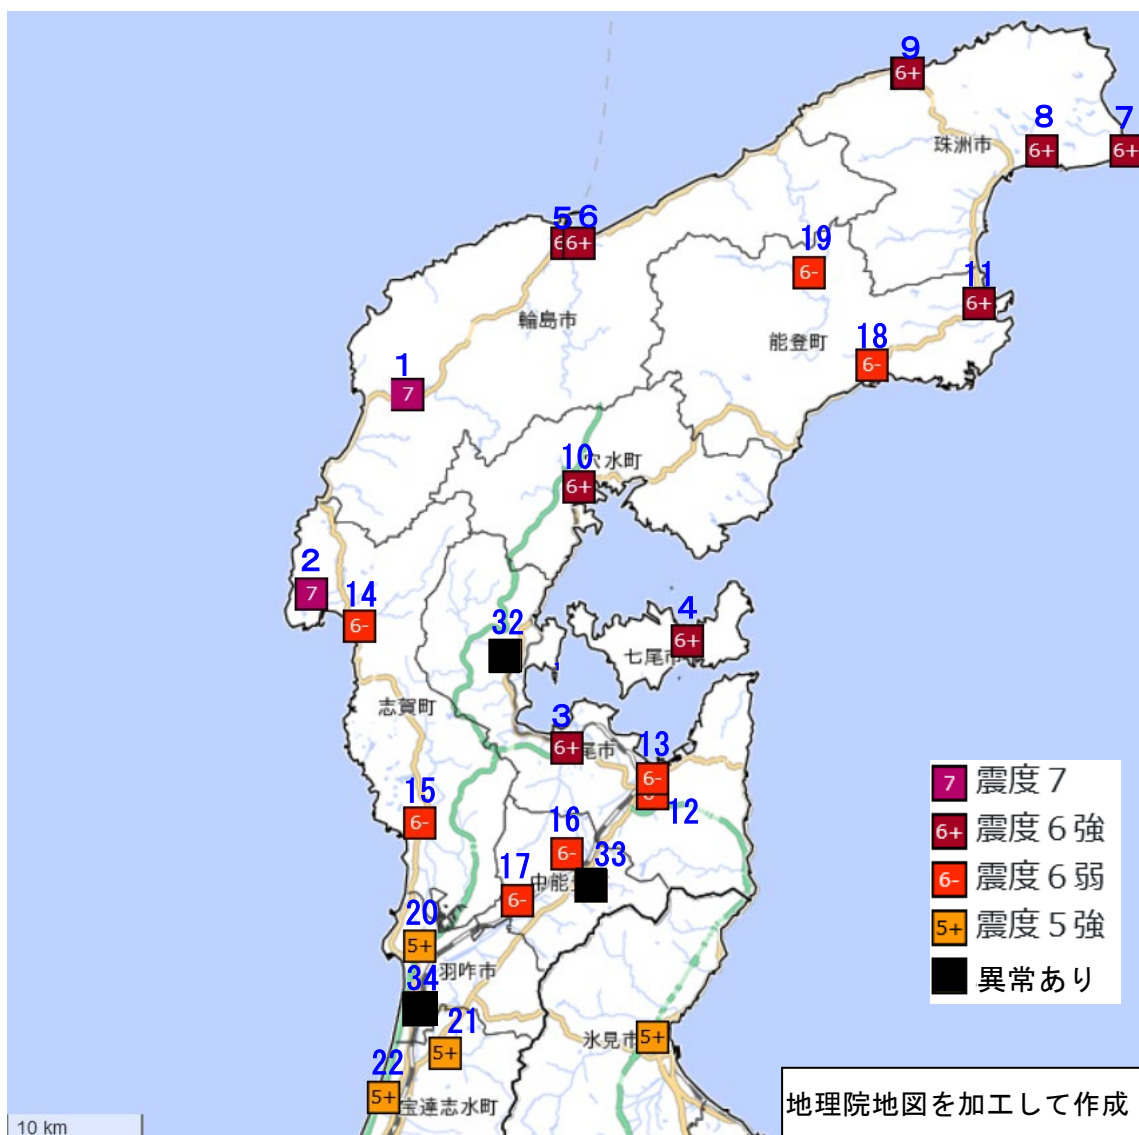 9
6+
8
7
珠洲市
6+
6+
5 6
6 6+
19
6-
11
6+
輪島市
能登町
18
6-
1
7
10
穴水町
6+
2
7
14
6-
32
4
6+
七尾市
志賀町
3
6+
尾市
13
6-
12
15
6-
16
6-
33
17
中能
6-
20
5+
羽咋市
34
21
5+
氷見市
5+
22
5+
宝達志水町
7 震度７
6+ 震度６強
6- 震度６弱
5+ 震度５強
異常あり
地理院地図を加工して作成
10 km